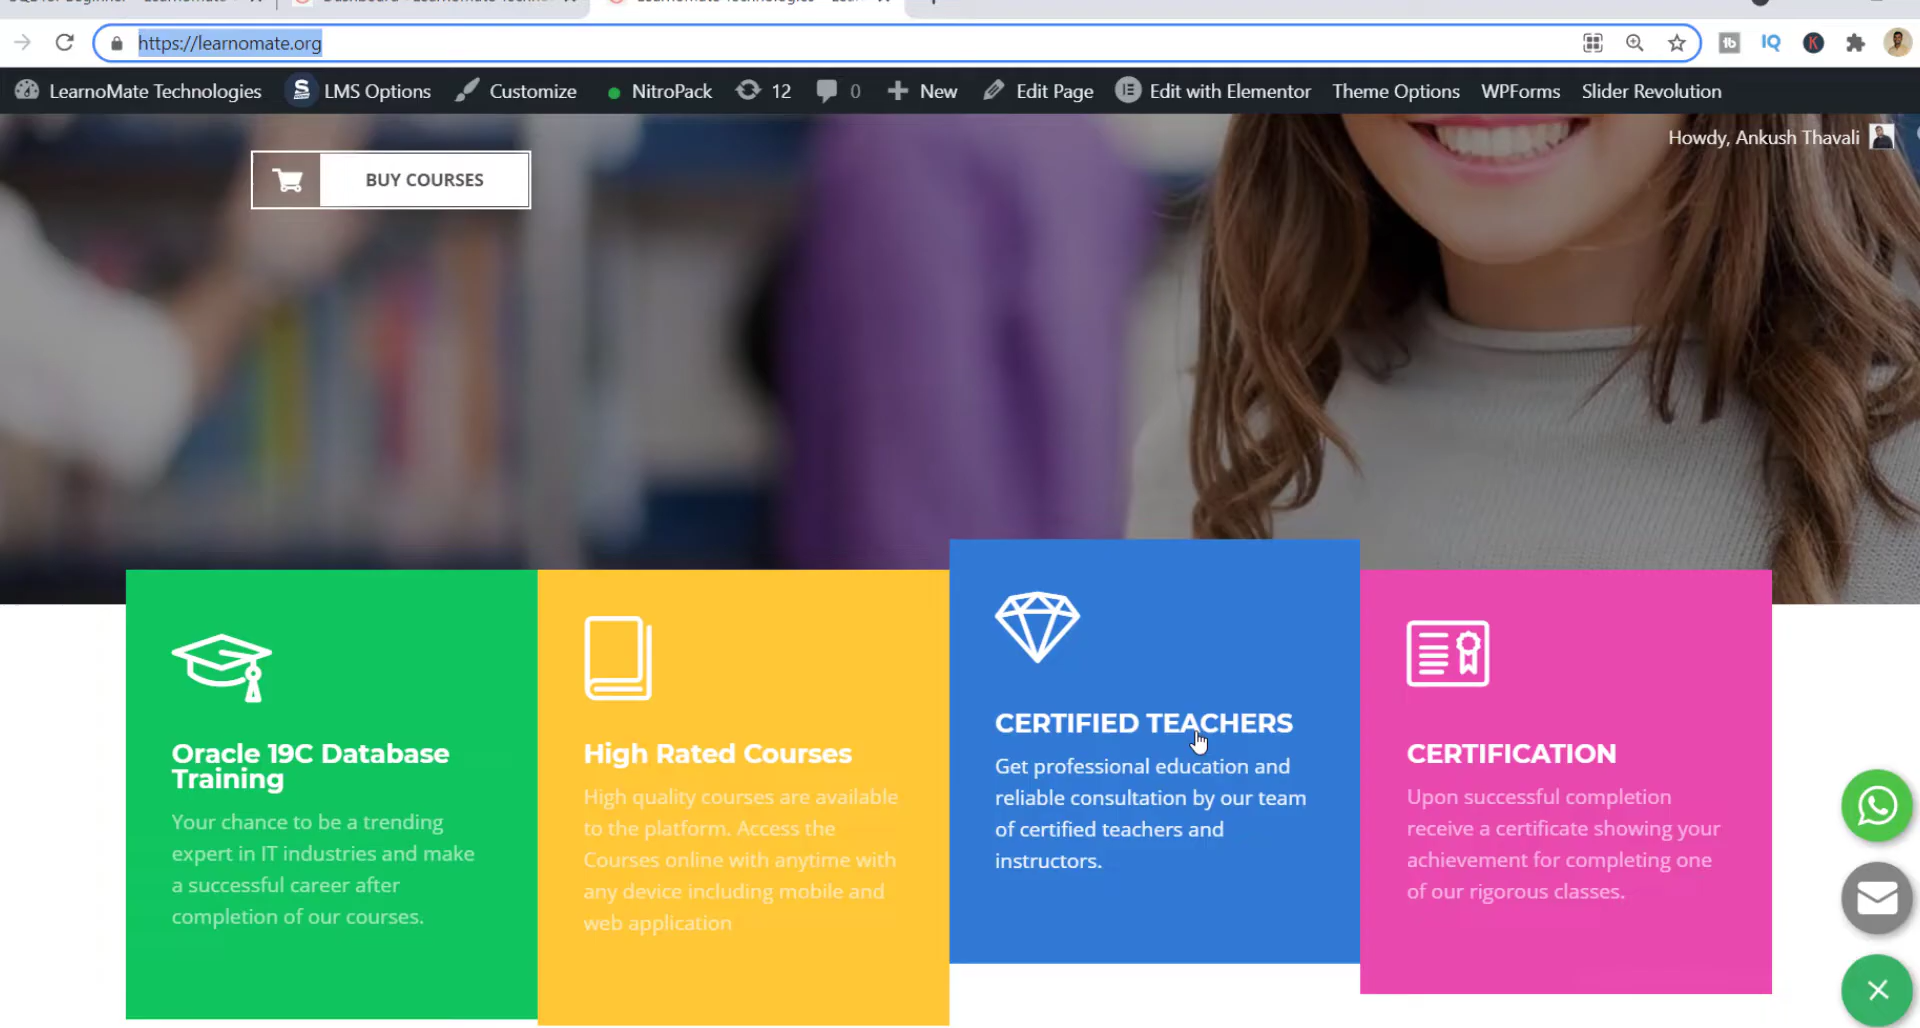 https://learnomate.org
LearnoMate Technologies LMS Options Customize NitroPack 12 0 New Edit Page Edit with Elementor Theme Options WPForms Slider Revolution
Howdy, Ankush Thavali
BUY COURSES
Oracle 19C Database
Training
Your chance to be a trending
expert in IT industries and make
a successful career after
completion of our courses.
High Rated Courses
High quality courses are available
to the platform. Access the
Courses online with anytime with
any device including mobile and
web application
CERTIFIED TEACHERS
Get professional education and
reliable consultation by our team
of certified teachers and
instructors.
CERTIFICATION
Upon successful completion
receive a certificate showing your
achievement for completing one
of our rigorous classes.